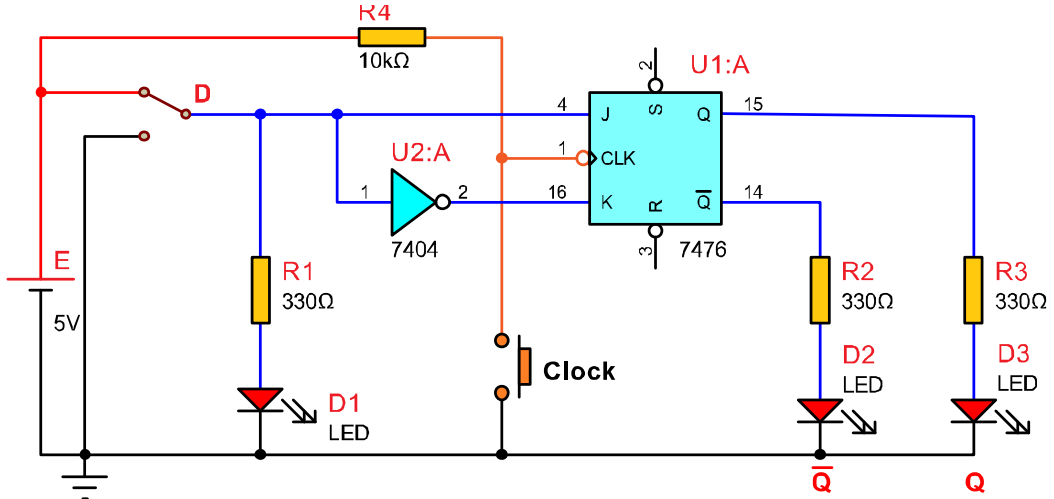 R4
10kΩ
D
U2:A
1
2
7404
U1:A
2
S
4
J
Q
15
1
CLK
16
K
Q̅
14
R
3
7476
E
5V
R1
330Ω
R2
330Ω
R3
330Ω
Clock
D1
LED
D2
LED
D3
LED
Q̅
Q